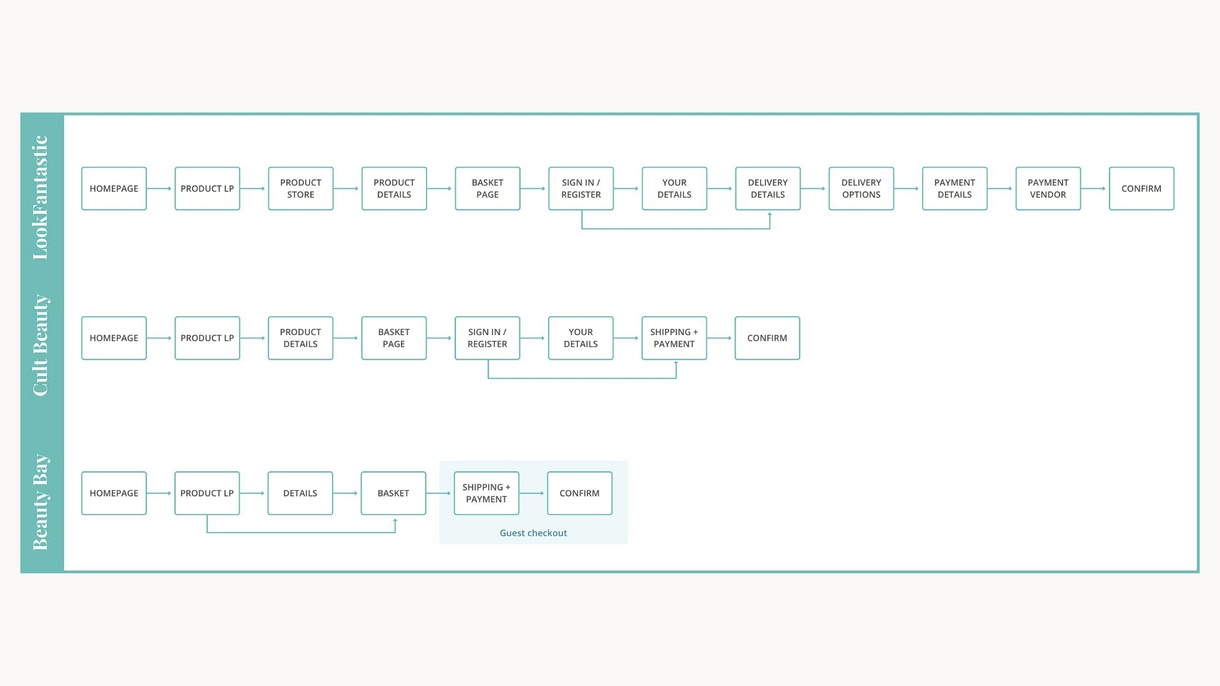 LookFantastic
HOMEPAGE
PRODUCT LP
PRODUCT
STORE
PRODUCT
DETAILS
BASKET
PAGE
SIGN IN /
REGISTER
YOUR
DETAILS
DELIVERY
DETAILS
DELIVERY
OPTIONS
PAYMENT
DETAILS
PAYMENT
VENDOR
CONFIRM
Cult Beauty
HOMEPAGE
PRODUCT LP
PRODUCT
DETAILS
BASKET
PAGE
SIGN IN /
REGISTER
YOUR
DETAILS
SHIPPING +
PAYMENT
CONFIRM
Beauty Bay
HOMEPAGE
PRODUCT LP
DETAILS
BASKET
SHIPPING +
PAYMENT
CONFIRM
Guest checkout